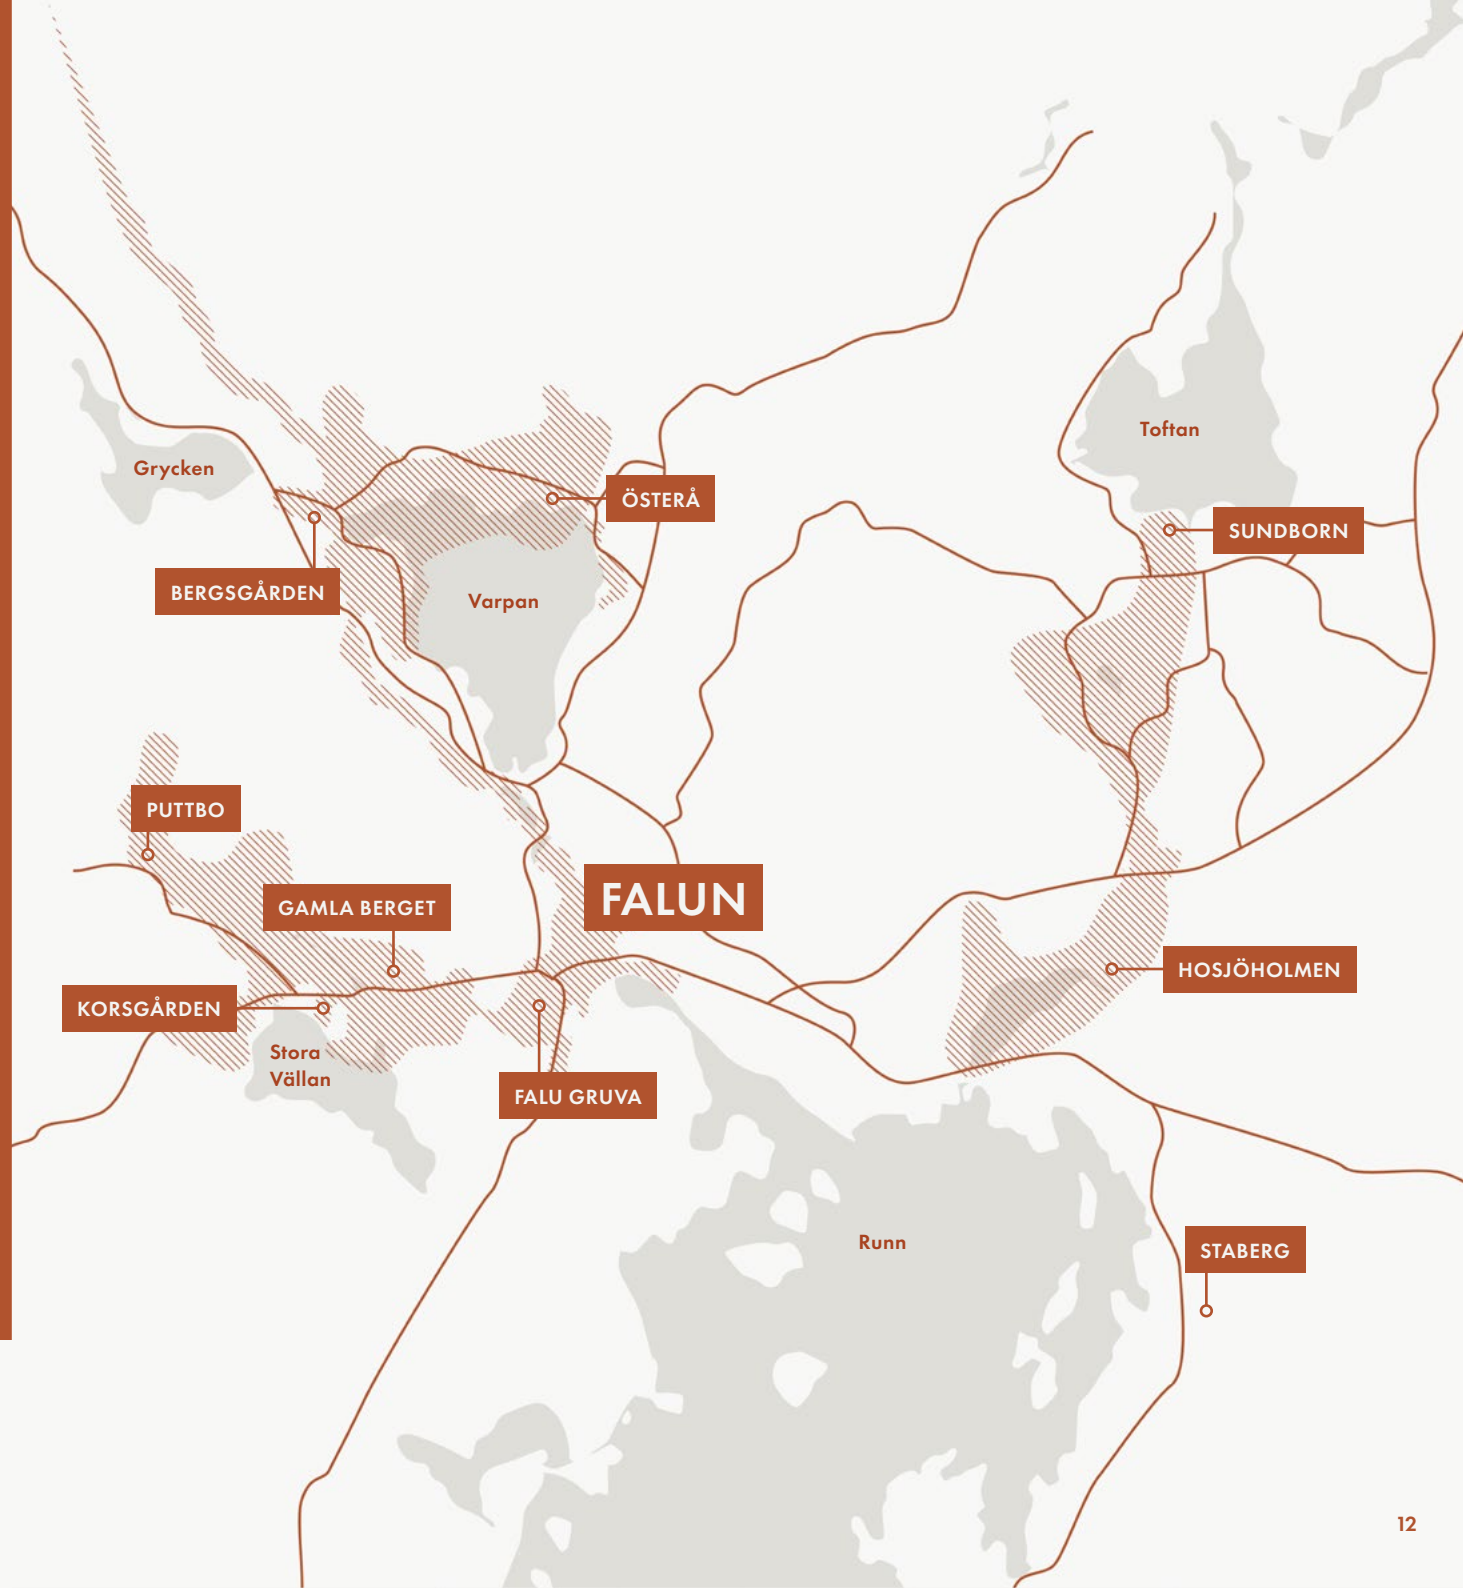 Toftan
Grycken
ÖSTERÅ
SUNDBORN
BERGSGÅRDEN
Varpan
PUTTBO
FALUN
GAMLA BERGET
HOSJÖHOLMEN
KORSGÅRDEN
Stora
Vällan
FALU GRUVA
Runn
STABERG
12